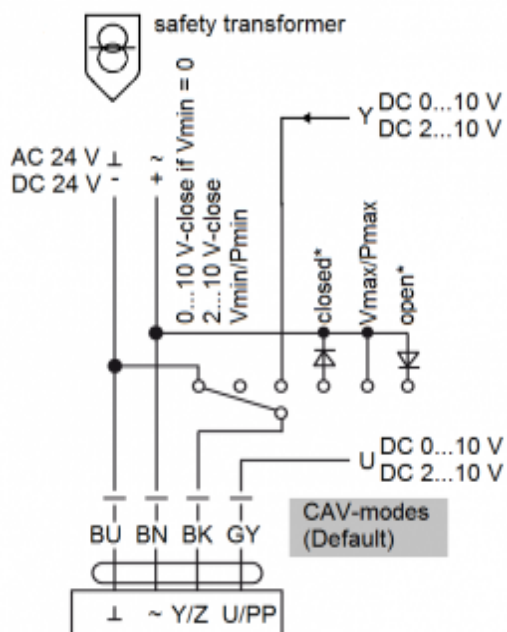 safety transformer
AC 24 V ⊥
DC 24 V -
+ ~
0...10 V-close if Vmin = 0
2...10 V-close
Vmin/Pmin
Y DC 0...10 V
DC 2...10 V
closed*
Vmax/Pmax
open*
U DC 0...10 V
DC 2...10 V
CAV-modes
(Default)
BU BN BK GY
⊥ ~ Y/Z U/PP